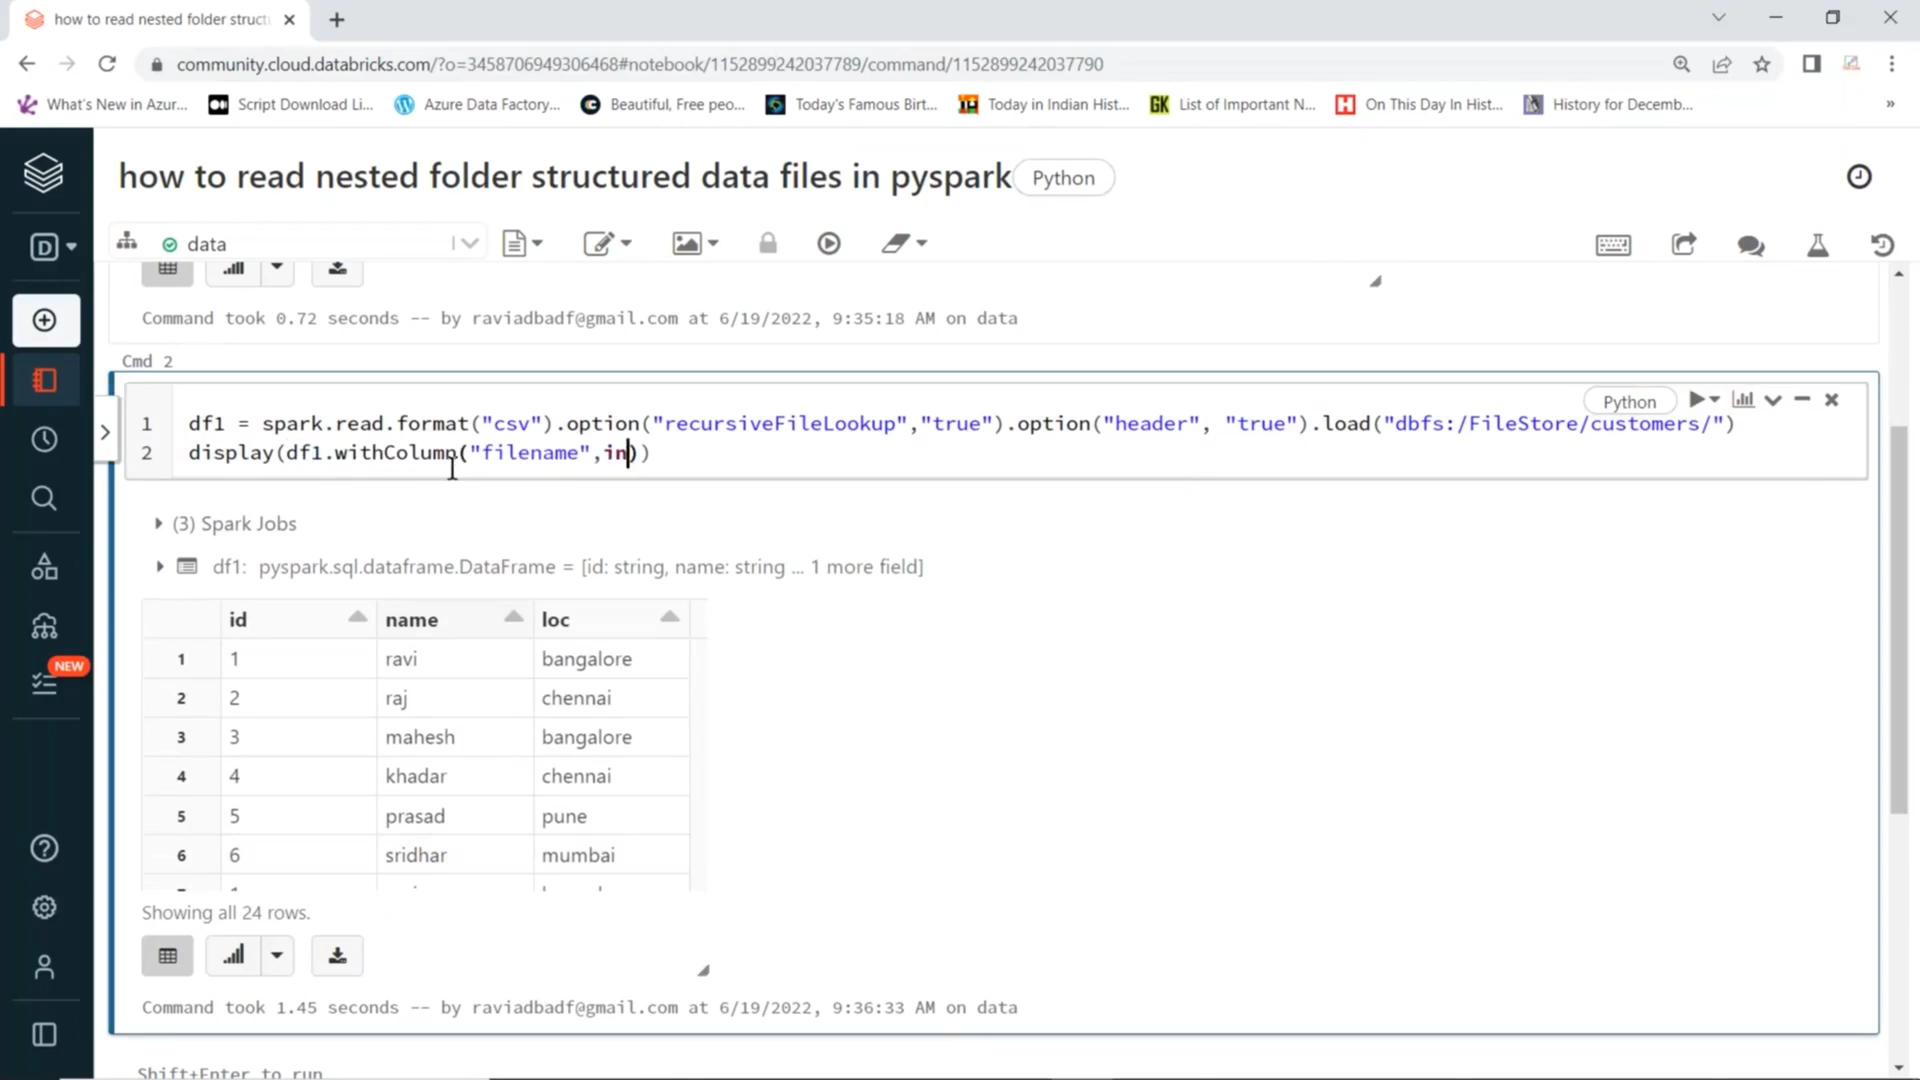 how to read nested folder struct
community.cloud.databricks.com/?o=3458706949306468#notebook/1152899242037789/command/1152899242037790
What's New in Azur... Script Download Li... Azure Data Factory... Beautiful, Free peo... Today's Famous Birt... Today in Indian Hist... GK List of Important N... H On This Day In Hist... History for Decemb... »
how to read nested folder structured data files in pyspark Python
D data
Command took 0.72 seconds -- by raviadbadf@gmail.com at 6/19/2022, 9:35:18 AM on data
Cmd 2
Python
1 df1 = spark.read.format("csv").option("recursiveFileLookup","true").option("header", "true").load("dbfs:/FileStore/customers/")
2 display(df1.withColumn("filename",in))
(3) Spark Jobs
df1: pyspark.sql.dataframe.DataFrame = [id: string, name: string ... 1 more field]
id name loc
1 1 ravi bangalore
NEW
2 2 raj chennai
3 3 mahesh bangalore
4 4 khadar chennai
5 5 prasad pune
6 6 sridhar mumbai
Showing all 24 rows.
Command took 1.45 seconds -- by raviadbadf@gmail.com at 6/19/2022, 9:36:33 AM on data
Shift+Enter to run